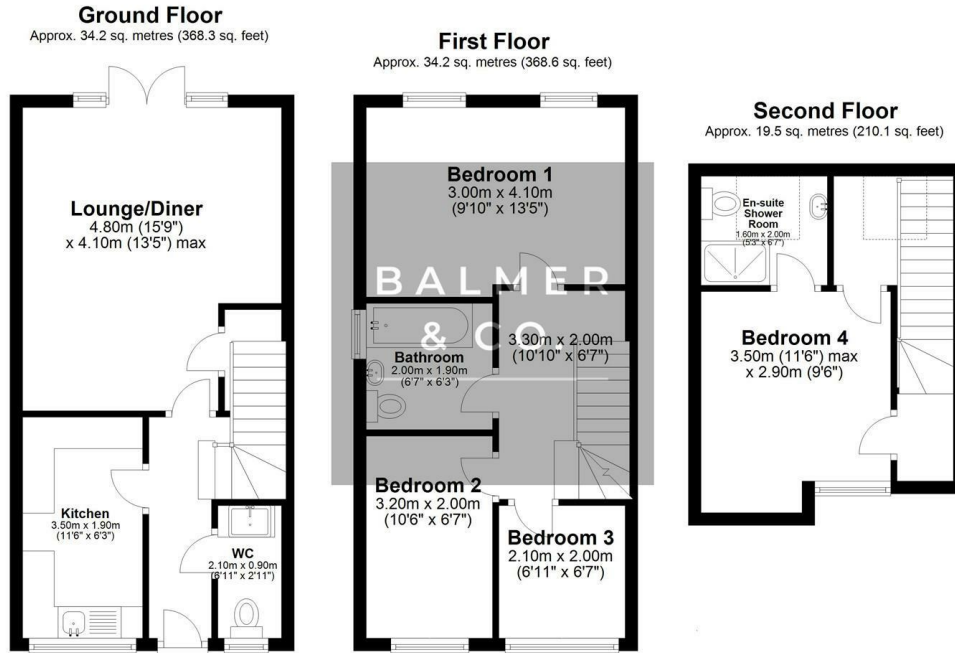 Ground Floor
Approx. 34.2 sq. metres (368.3 sq. feet)
Lounge/Diner
4.80m (15'9")
x 4.10m (13'5") max
Kitchen
3.50m x 1.90m
(11'6" x 6'3")
WC
2.10m x 0.90m
(6'11" x 2'11")
First Floor
Approx. 34.2 sq. metres (368.6 sq. feet)
Bedroom 1
3.00m x 4.10m
(9'10" x 13'5")
BALMER
& CO.
3.30m x 2.00m
(10'10" x 6'7")
Bathroom
2.00m x 1.90m
(6'7" x 6'3")
Bedroom 2
3.20m x 2.00m
(10'6" x 6'7")
Bedroom 3
2.10m x 2.00m
(6'11" x 6'7")
Second Floor
Approx. 19.5 sq. metres (210.1 sq. feet)
En-suite
Shower
Room
1.60m x 2.00m
(5'3" x 6'7")
Bedroom 4
3.50m (11'6") max
x 2.90m (9'6")